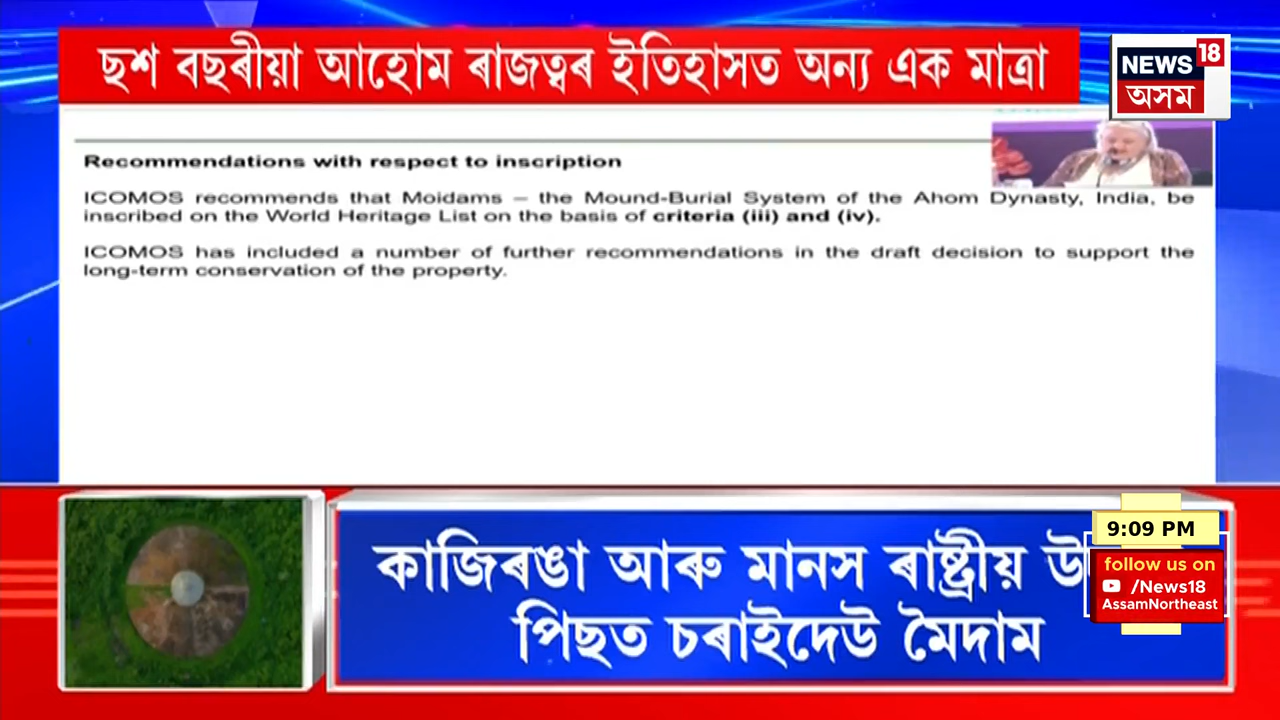 ছশ বছৰীয়া আহোম ৰাজত্বৰ ইতিহাসত অন্য এক মাত্ৰা
NEWS 18
অসম
Recommendations with respect to inscription
ICOMOS recommends that Moidams – the Mound-Burial System of the Ahom Dynasty, India, be
inscribed on the World Heritage List on the basis of criteria (iii) and (iv).
ICOMOS has included a number of further recommendations in the draft decision to support the
long-term conservation of the property.
কাজিৰঙা আৰু মানস ৰাষ্ট্ৰীয়
পিছত চৰাইদেউ মৈদাম
9:09 PM
follow us on
/News18
AssamNortheast